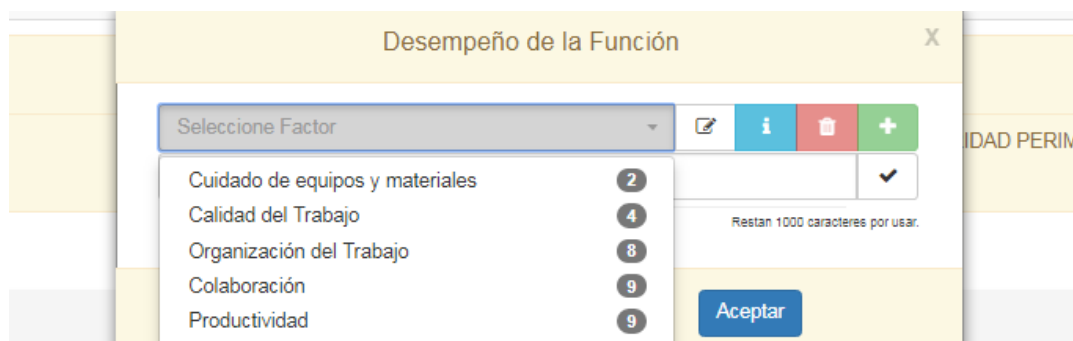 Desempeño de la Función
X
Seleccione Factor
IDAD PERIM
Cuidado de equipos y materiales 2
Calidad del Trabajo 4
Restan 1000 caracteres por usar.
Organización del Trabajo 8
Colaboración 9
Productividad 9
Aceptar